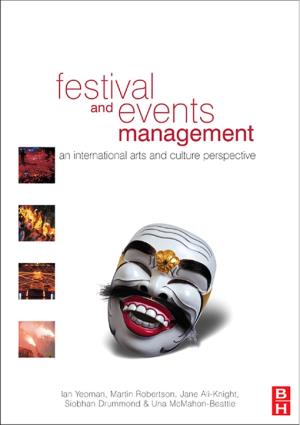 festival
and events
management
an international arts and culture perspective
Ian Yeoman, Martin Robertson, Jane Ali-Knight,
Siobhan Drummond & Una McMahon-Beattie
B
H